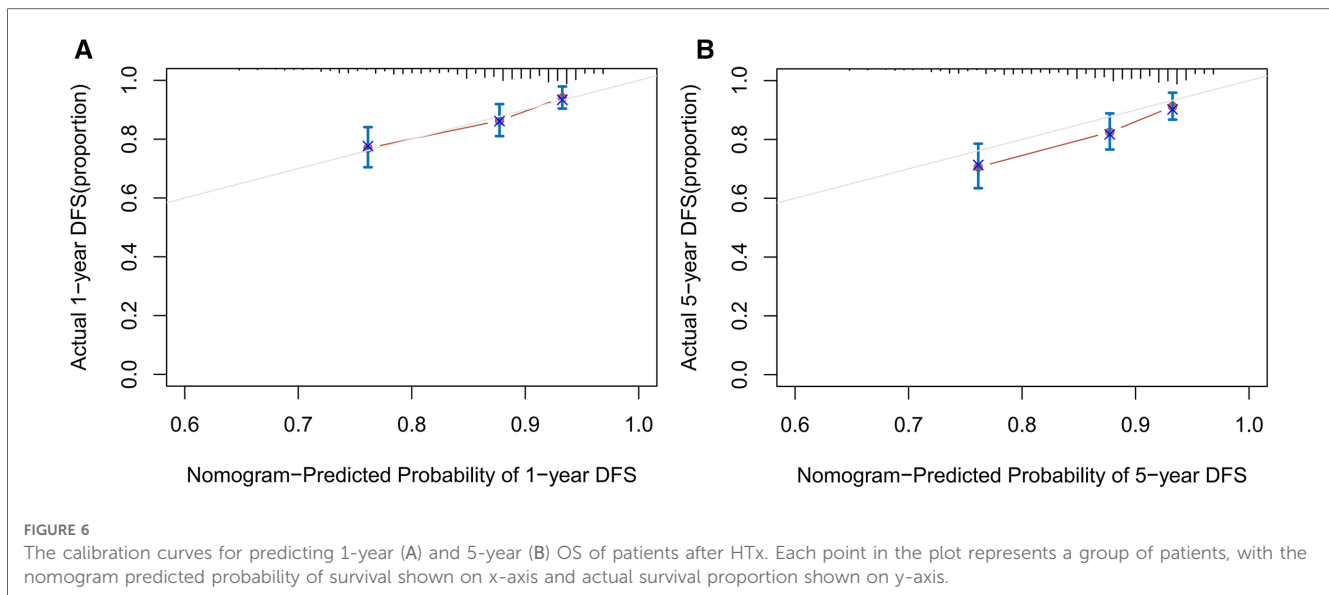 A
B
Actual 1−year DFS(proportion)
0.0 0.2 0.4 0.6 0.8 1.0
0.6 0.7 0.8 0.9 1.0
Nomogram−Predicted Probability of 1−year DFS
Actual 5−year DFS(proportion)
0.0 0.2 0.4 0.6 0.8 1.0
0.6 0.7 0.8 0.9 1.0
Nomogram−Predicted Probability of 5−year DFS
FIGURE 6
The calibration curves for predicting 1-year (A) and 5-year (B) OS of patients after HTx. Each point in the plot represents a group of patients, with the
nomogram predicted probability of survival shown on x-axis and actual survival proportion shown on y-axis.